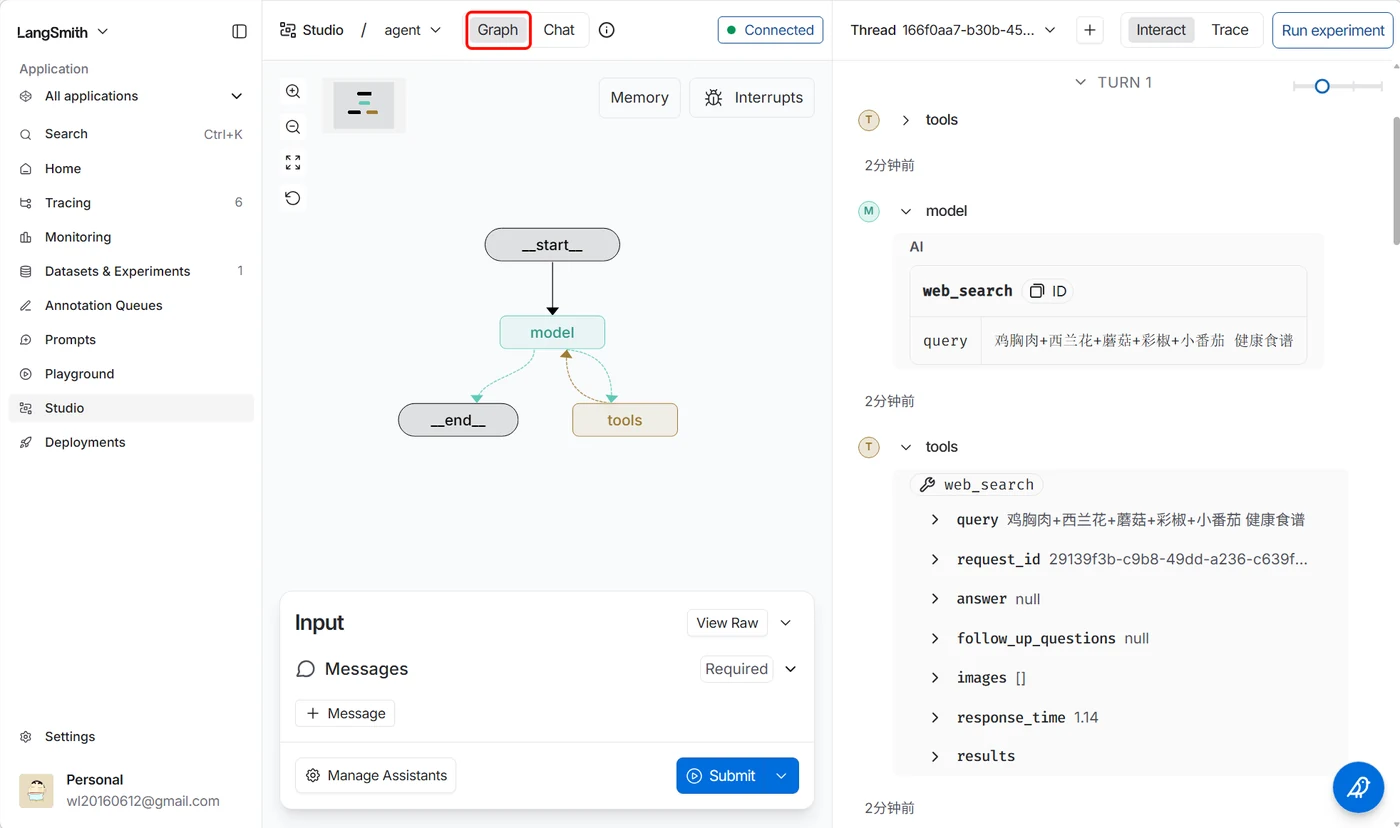 LangSmith
Application
All applications
Search Ctrl+K
Home
Tracing 6
Monitoring
Datasets & Experiments 1
Annotation Queues
Prompts
Playground
Studio
Deployments
Settings
Personal
wl20160612@gmail.com
Studio / agent Graph Chat Connected
Memory Interrupts
__start__
model
__end__ tools
Input View Raw
Messages Required
+ Message
Manage Assistants Submit
Thread 166f0aa7-b30b-45... + Interact Trace Run experiment
TURN 1
T tools
2分钟前
M model
AI
web_search ID
query 鸡胸肉+西兰花+蘑菇+彩椒+小番茄 健康食谱
2分钟前
T tools
web_search
query 鸡胸肉+西兰花+蘑菇+彩椒+小番茄 健康食谱
request_id 29139f3b-c9b8-49dd-a236-c639f...
answer null
follow_up_questions null
images []
response_time 1.14
results
2分钟前